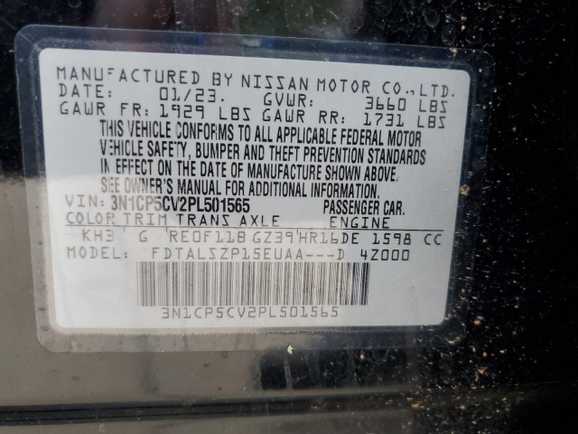 MANUFACTURED BY NISSAN MOTOR CO.,LTD.
DATE: 01/23. GVWR: 3660 LBS
GAWR FR: 1929 LBS GAWR RR: 1731 LBS
THIS VEHICLE CONFORMS TO ALL APPLICABLE FEDERAL MOTOR
VEHICLE SAFETY, BUMPER AND THEFT PREVENTION STANDARDS
IN EFFECT ON THE DATE OF MANUFACTURE SHOWN ABOVE.
SEE OWNER'S MANUAL FOR ADDITIONAL INFORMATION.
VIN: 3N1CP5CV2PL501565 PASSENGER CAR.
COLOR TRIM TRANS AXLE ENGINE
KH3 G RE0F11B GZ39 HR16DE 1598 CC
MODEL: FDTALSZP15EUAA---D 4Z000
3N1CP5CV2PL501565